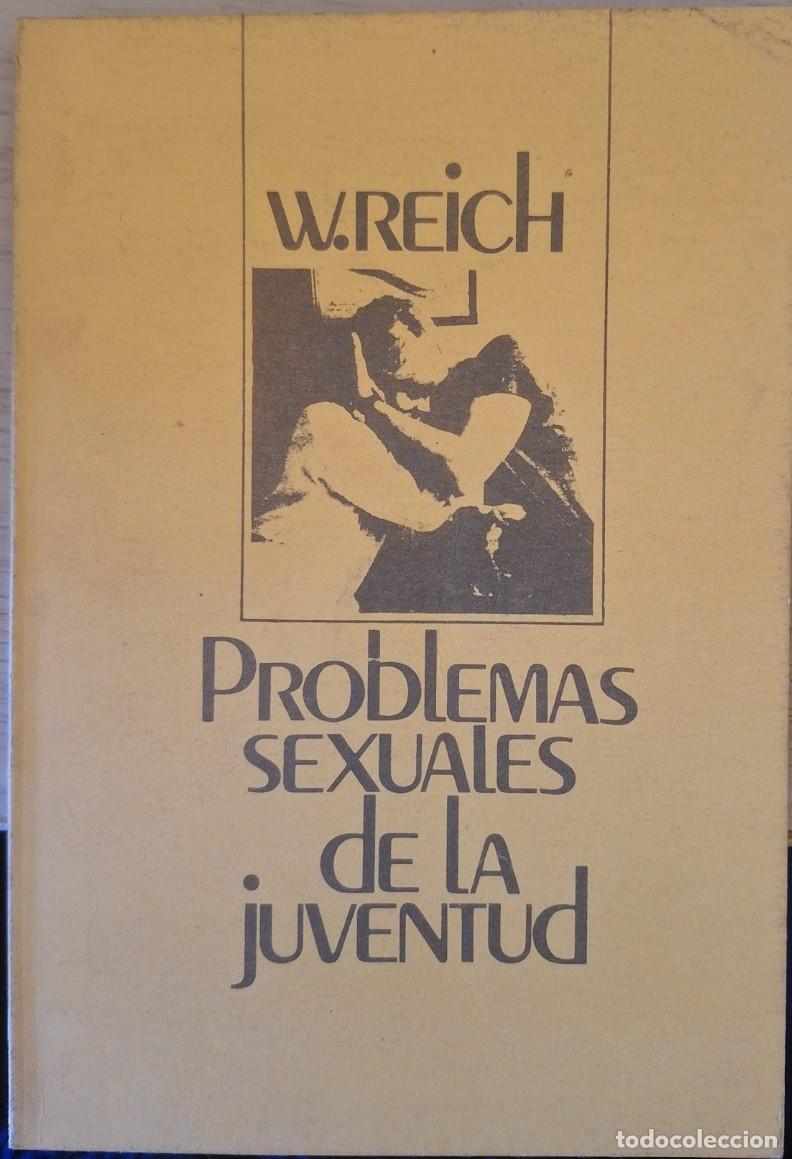 W.REICH
PROBLEMAS
SEXUALES
de LA
juventud
todocoleccion